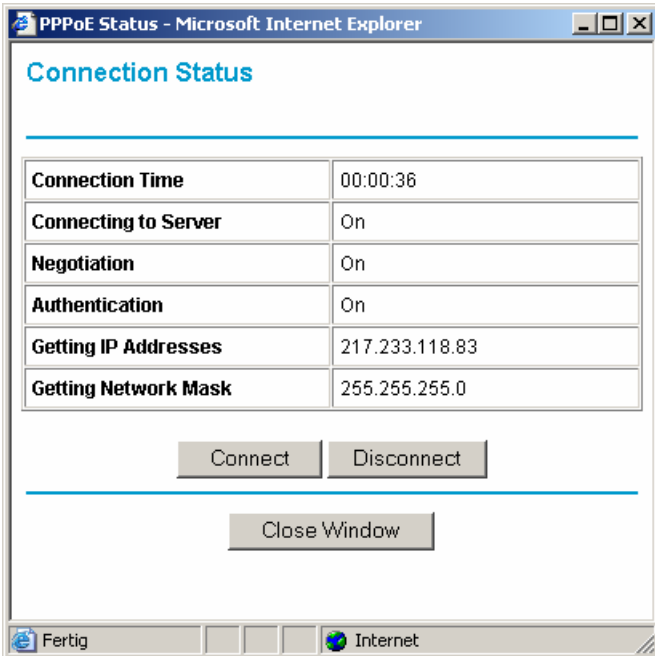 PPPoE Status - Microsoft Internet Explorer
Connection Status
Connection Time 00:00:36
Connecting to Server On
Negotiation On
Authentication On
Getting IP Addresses 217.233.118.83
Getting Network Mask 255.255.255.0
Connect Disconnect
Close Window
Fertig Internet